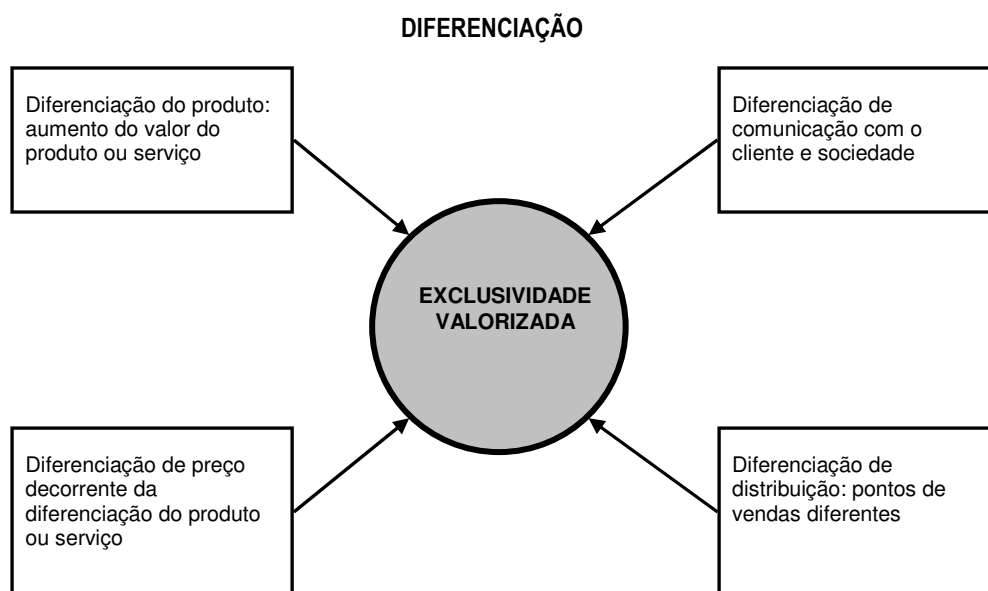 DIFERENCIAÇÃO
Diferenciação do produto:
aumento do valor do
produto ou serviço
Diferenciação de
comunicação com o
cliente e sociedade
EXCLUSIVIDADE
VALORIZADA
Diferenciação de preço
decorrente da
diferenciação do produto
ou serviço
Diferenciação de
distribuição: pontos de
vendas diferentes